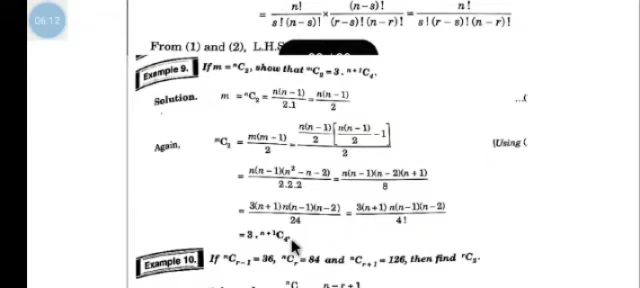 06:12
= n!/s!(n–s)! × (n–s)!/(r–s)!(n–r)! = n!/s!(r–s)!(n–r)!
From (1) and (2), L.H.S
Example 9. If m = ⁿC₂, show that ᵐC₂ = 3 . ⁿ⁺¹C₄.
Solution. m = ⁿC₂ = n(n–1)/2.1 = n(n–1)/2 ...(
Again, ᵐC₂ = m(m–1)/2 = n(n–1)/2 [n(n–1)/2 – 1]/2 [Using (
= n(n–1)(n² – n – 2)/2.2.2 = n(n–1)(n–2)(n+1)/8
= 3(n+1) n(n–1)(n–2)/24 = 3(n+1) n(n–1)(n–2)/4!
= 3 . ⁿ⁺¹C₄.
Example 10. If ⁿCᵣ₋₁ = 36, ⁿCᵣ = 84 and ⁿCᵣ₊₁ = 126, then find ʳC₂.
n–r+1